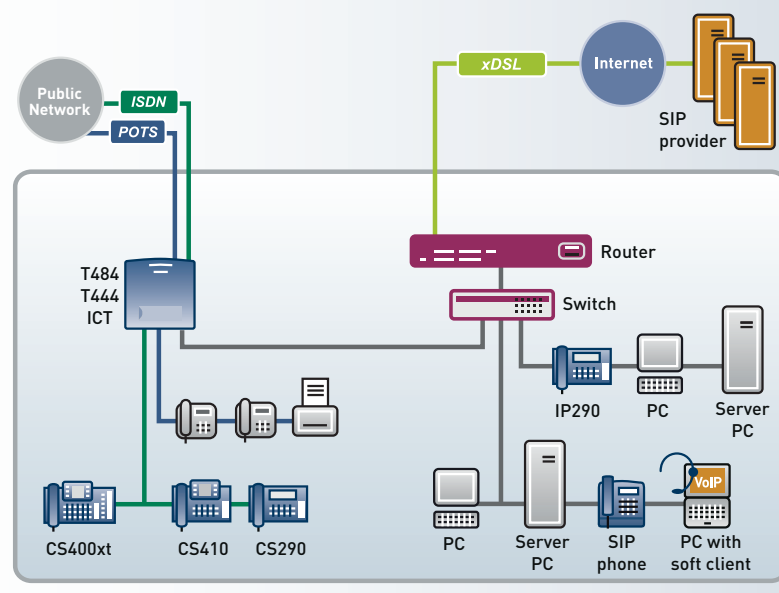 Public
Network
ISDN
POTS
xDSL
Internet
SIP
provider
T484
T444
ICT
Router
Switch
IP290
PC
Server
PC
CS400xt
CS410
CS290
PC
Server
PC
SIP
phone
VoIP
PC with
soft client